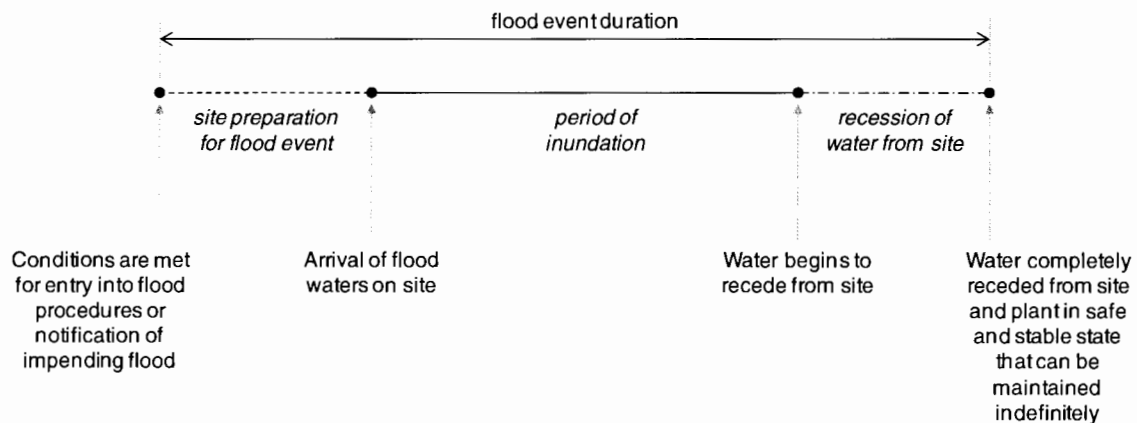 flood event duration
site preparation
for flood event
period of
inundation
recession of
water from site
Conditions are met
for entry into flood
procedures or
notification of
impending flood
Arrival of flood
waters on site
Water begins to
recede from site
Water completely
receded from site
and plant in safe
and stable state
that can be
maintained
indefinitely